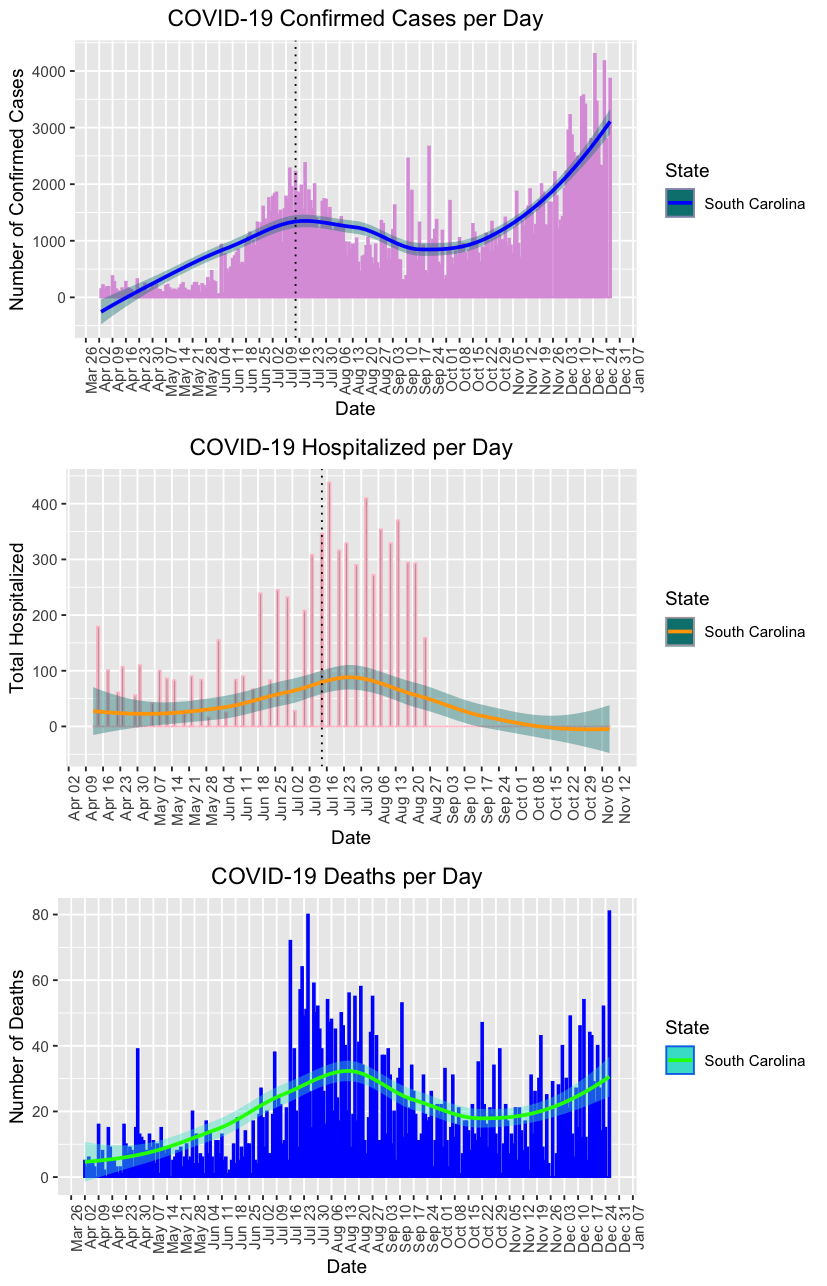 COVID-19 Confirmed Cases per Day
Number of Confirmed Cases
4000
3000
2000
1000
0
Mar 26
Apr 02
Apr 09
Apr 16
Apr 23
Apr 30
May 07
May 14
May 21
May 28
Jun 04
Jun 11
Jun 18
Jun 25
Jul 02
Jul 09
Jul 16
Jul 23
Jul 30
Aug 06
Aug 13
Aug 20
Aug 27
Sep 03
Sep 10
Sep 17
Sep 24
Oct 01
Oct 08
Oct 15
Oct 22
Oct 29
Nov 05
Nov 12
Nov 19
Nov 26
Dec 03
Dec 10
Dec 17
Dec 24
Dec 31
Jan 07
Date
State
South Carolina
COVID-19 Hospitalized per Day
Total Hospitalized
400
300
200
100
0
Apr 02
Apr 09
Apr 16
Apr 23
Apr 30
May 07
May 14
May 21
May 28
Jun 04
Jun 11
Jun 18
Jun 25
Jul 02
Jul 09
Jul 16
Jul 23
Jul 30
Aug 06
Aug 13
Aug 20
Aug 27
Sep 03
Sep 10
Sep 17
Sep 24
Oct 01
Oct 08
Oct 15
Oct 22
Oct 29
Nov 05
Nov 12
Date
State
South Carolina
COVID-19 Deaths per Day
Number of Deaths
80
60
40
20
0
Mar 26
Apr 02
Apr 09
Apr 16
Apr 23
Apr 30
May 07
May 14
May 21
May 28
Jun 04
Jun 11
Jun 18
Jun 25
Jul 02
Jul 09
Jul 16
Jul 23
Jul 30
Aug 06
Aug 13
Aug 20
Aug 27
Sep 03
Sep 10
Sep 17
Sep 24
Oct 01
Oct 08
Oct 15
Oct 22
Oct 29
Nov 05
Nov 12
Nov 19
Nov 26
Dec 03
Dec 10
Dec 17
Dec 24
Dec 31
Jan 07
Date
State
South Carolina